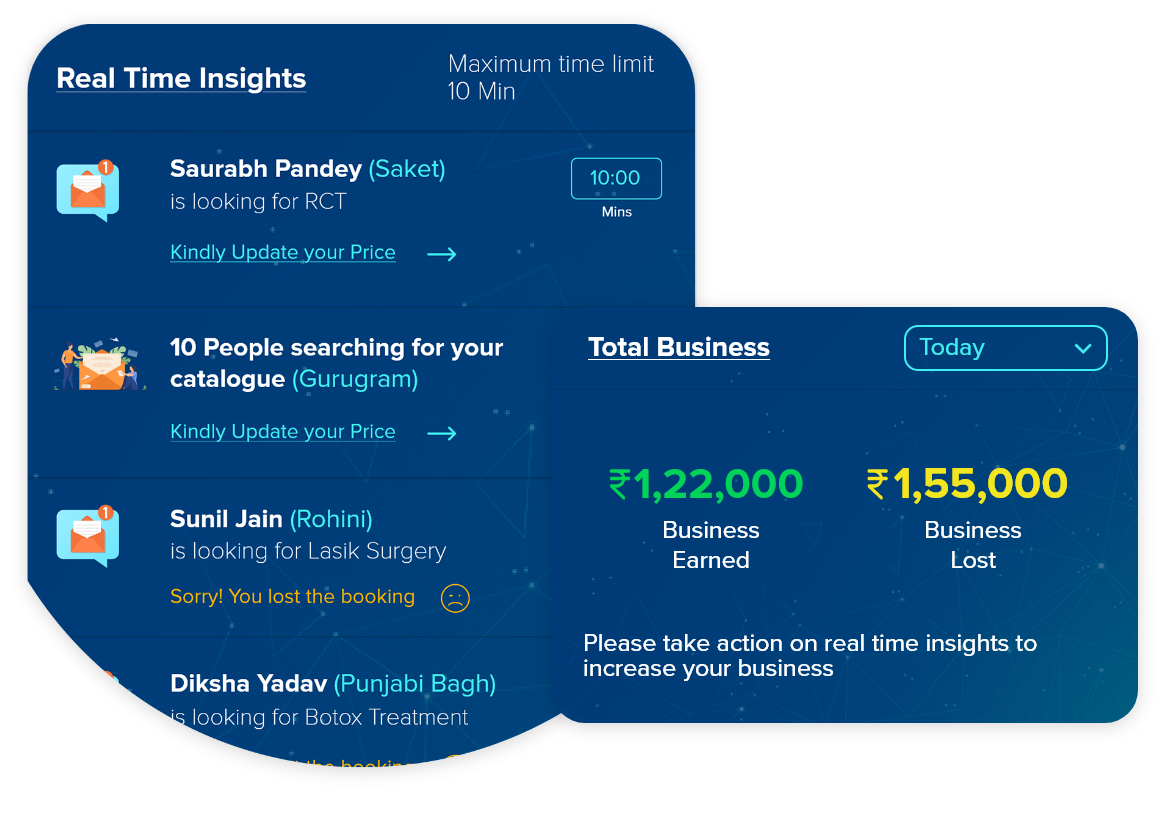 Real Time Insights
Maximum time limit
10 Min
1
Saurabh Pandey (Saket)
is looking for RCT
10:00
Mins
Kindly Update your Price
10 People searching for your
catalogue (Gurugram)
Kindly Update your Price
1
Sunil Jain (Rohini)
is looking for Lasik Surgery
Sorry! You lost the booking
Diksha Yadav (Punjabi Bagh)
is looking for Botox Treatment
the booking
Total Business
Today
₹1,22,000
Business
Earned
₹1,55,000
Business
Lost
Please take action on real time insights to
increase your business